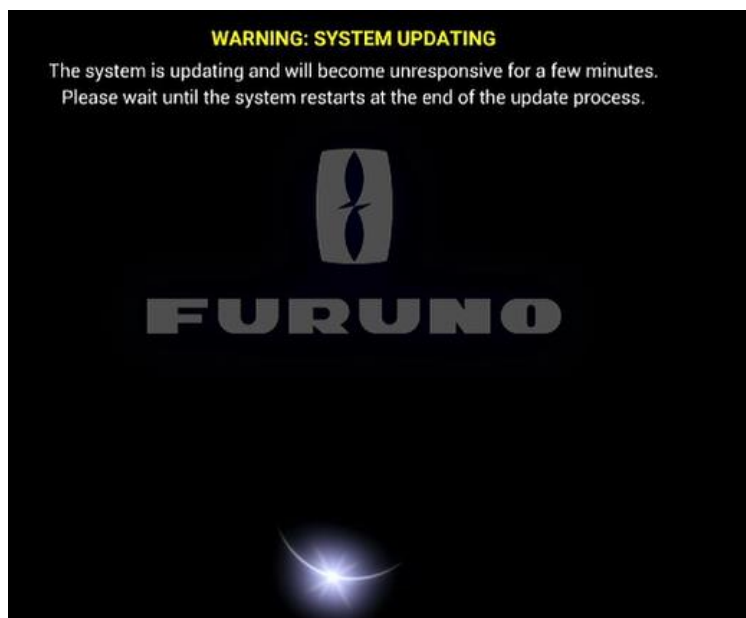 WARNING: SYSTEM UPDATING
The system is updating and will become unresponsive for a few minutes.
Please wait until the system restarts at the end of the update process.
FURUNO